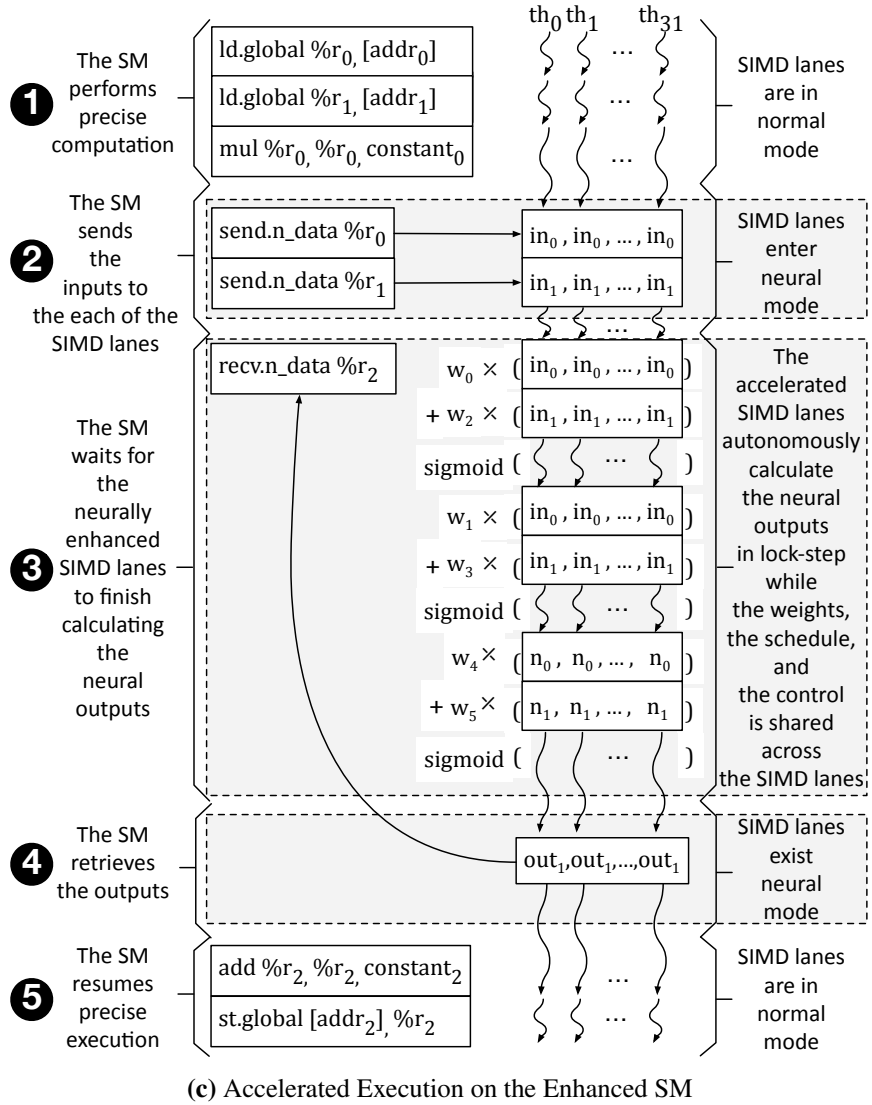 th0 th1 ... th31
1
The SM
performs
precise
computation
ld.global %r0, [addr0]
ld.global %r1, [addr1]
mul %r0, %r0, constant0
...
...
...
SIMD lanes
are in
normal
mode
2
The SM
sends
the
inputs to
the each of the
SIMD lanes
send.n_data %r0
send.n_data %r1
in0, in0, ..., in0
in1, in1, ..., in1
...
SIMD lanes
enter
neural
mode
3
The SM
waits for
the
neurally
enhanced
SIMD lanes
to finish
calculating
the
neural
outputs
recv.n_data %r2
w0 × (in0, in0, ..., in0)
+ w2 × (in1, in1, ..., in1)
sigmoid ( ... )
w1 × (in0, in0, ..., in0)
+ w3 × (in1, in1, ..., in1)
sigmoid ( ... )
w4 × (n0, n0, ..., n0)
+ w5 × (n1, n1, ..., n1)
sigmoid ( ... )
The
accelerated
SIMD lanes
autonomously
calculate
the neural
outputs
in lock-step
while
the weights,
the schedule,
and
the control
is shared
across
the SIMD lanes
4
The SM
retrieves
the outputs
out1,out1,...,out1
SIMD lanes
exist
neural
mode
5
The SM
resumes
precise
execution
add %r2, %r2, constant2
st.global [addr2], %r2
...
...
SIMD lanes
are in
normal
mode
(c) Accelerated Execution on the Enhanced SM